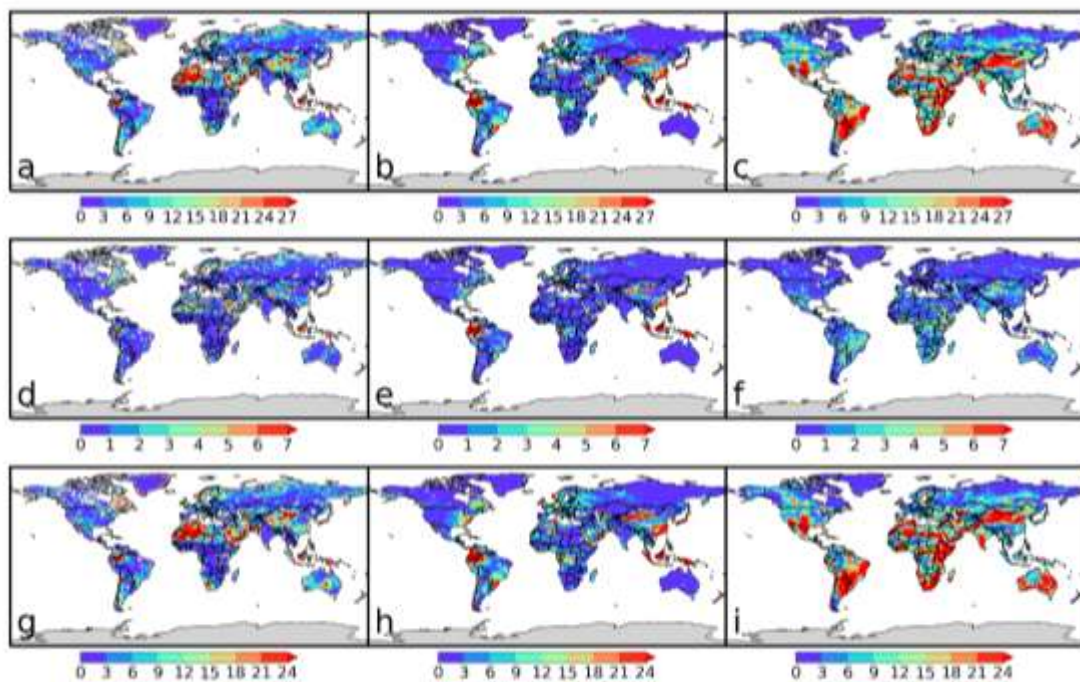 a b c
0 3 6 9 12 15 18 21 24 27 0 3 6 9 12 15 18 21 24 27 0 3 6 9 12 15 18 21 24 27
d e f
0 1 2 3 4 5 6 7 0 1 2 3 4 5 6 7 0 1 2 3 4 5 6 7
g h i
0 3 6 9 12 15 18 21 24 0 3 6 9 12 15 18 21 24 0 3 6 9 12 15 18 21 24